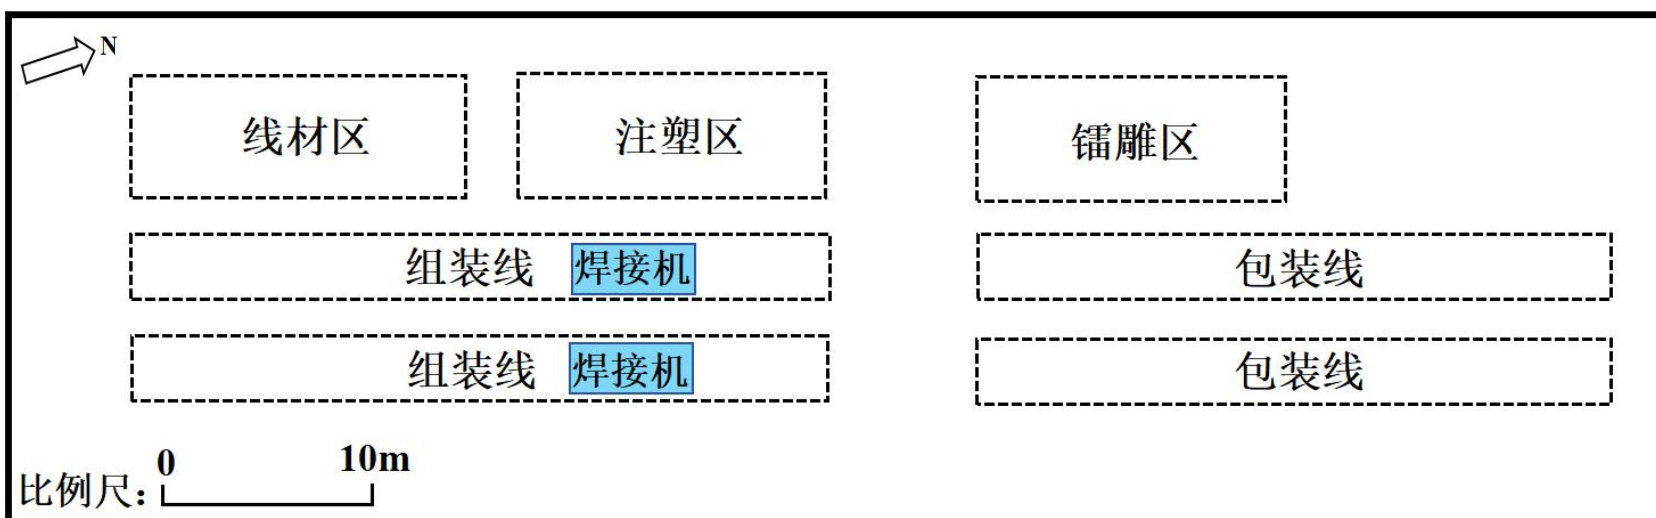 N
线材区 注塑区 镭雕区
组装线 焊接机 包装线
组装线 焊接机 包装线
0 10m
比例尺：